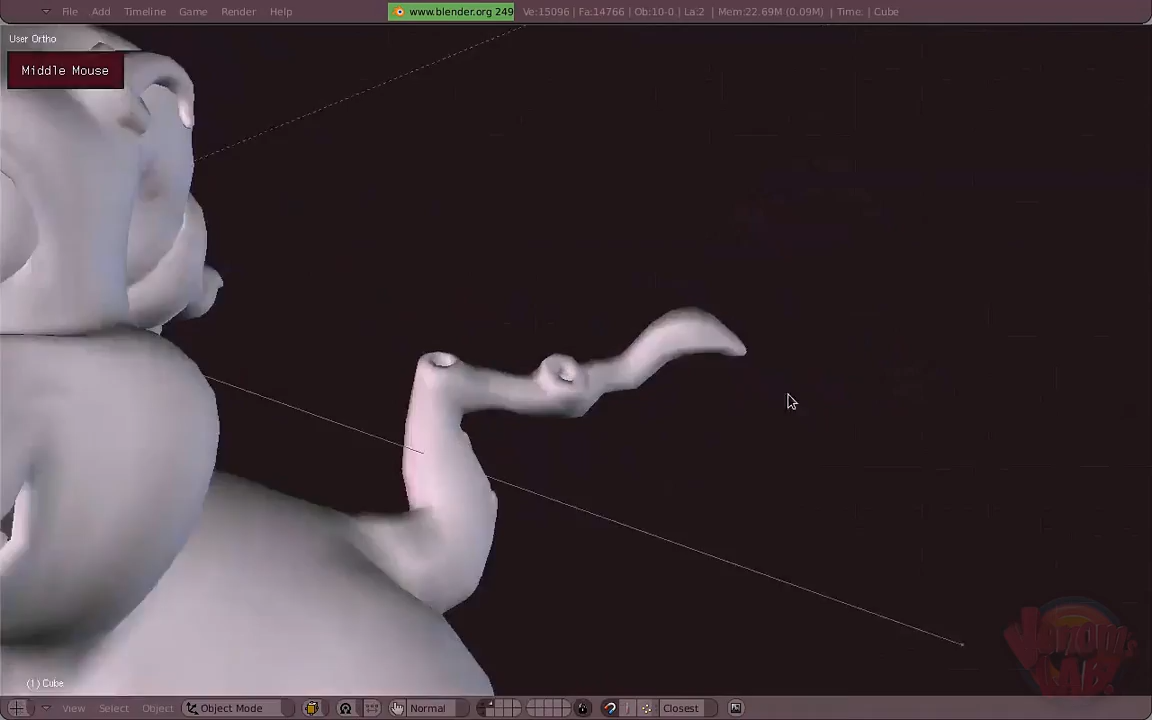 File Add Timeline Game Render Help www.blender.org 249 Ve:15096 | Fa:14766 | Ob:10-0 | La:2 | Mem:22.69M (0.09M) | Time: | Cube
User Ortho
Middle Mouse
Venom's
LAB.
(1) Cube
View Select Object Object Mode Normal Closest